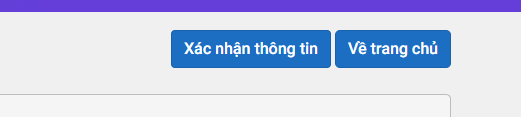 Xác nhận thông tin Về trang chủ